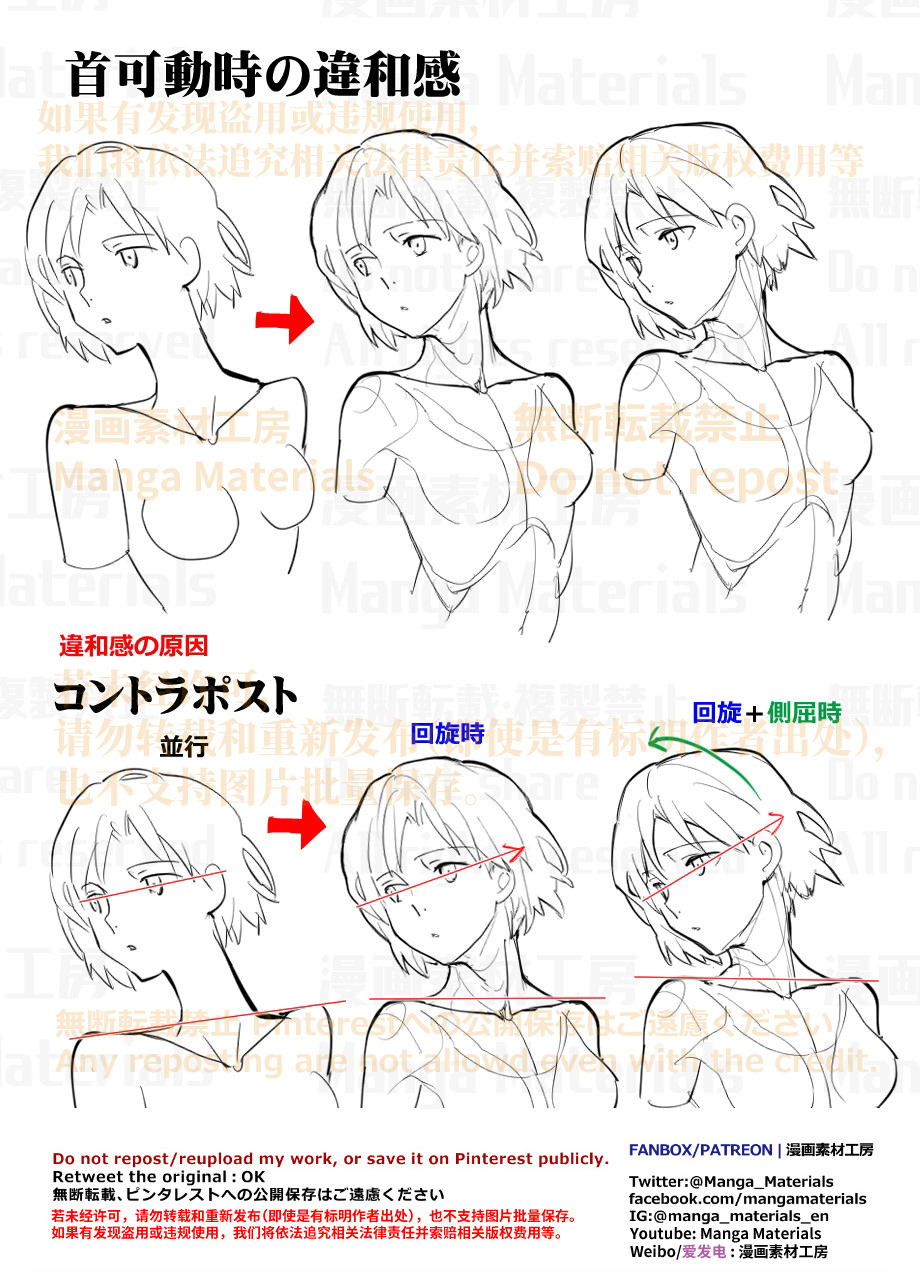 首可動時の違和感
如果有发现盗用或违规使用,
我们将依法追究相关法律责任并索赔相关版权费用等
漫画素材工房
Manga Materials
無断転載禁止
Do not repost
違和感の原因
コントラポスト
並行
回旋時
回旋+側屈時
请勿转载和重新发布(即使是有标明作者出处),
也不支持图片批量保存。
無断転載禁止 Pinterestへの公開保存はご遠慮ください
Any reposting are not allowd even with the credit.
Do not repost/reupload my work, or save it on Pinterest publicly.
Retweet the original : OK
無断転載、ピンタレストへの公開保存はご遠慮ください
若未经许可，请勿转载和重新发布(即使是有标明作者出处)，也不支持图片批量保存。
如果有发现盗用或违规使用，我们将依法追究相关法律责任并索赔相关版权费用等。
FANBOX/PATREON | 漫画素材工房
Twitter:@Manga_Materials
facebook.com/mangamaterials
IG:@manga_materials_en
Youtube: Manga Materials
Weibo/爱发电 : 漫画素材工房